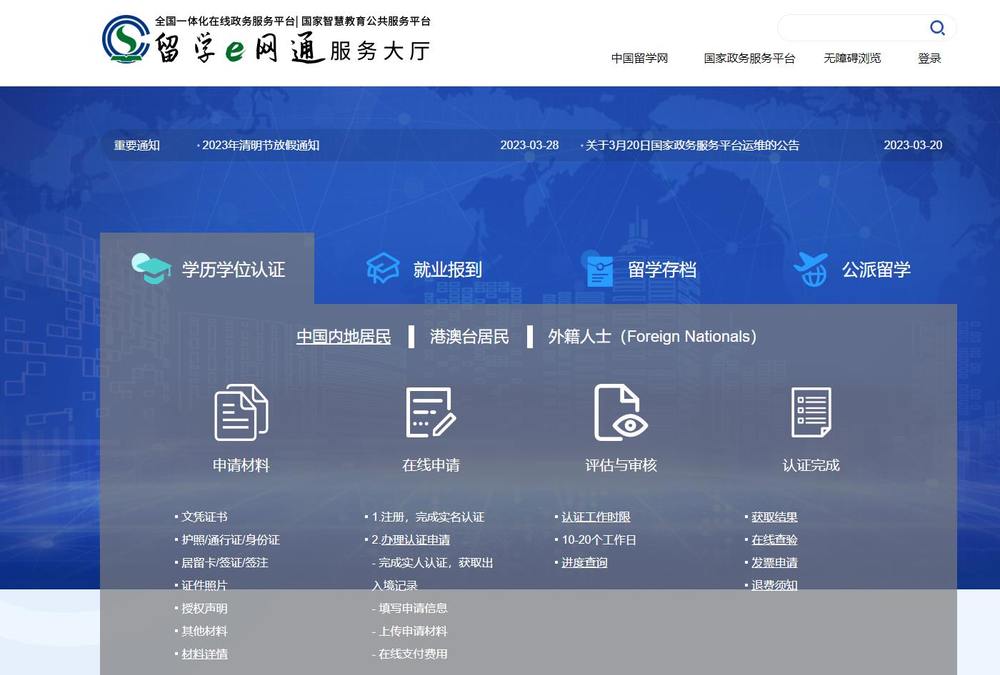 全国一体化在线政务服务平台| 国家智慧教育公共服务平台
留学e网通服务大厅
中国留学网 国家政务服务平台 无障碍浏览 登录
重要通知 ·2023年清明节放假通知 2023-03-28 ·关于3月20日国家政务服务平台运维的公告 2023-03-20
学历学位认证 就业报到 留学存档 公派留学
中国内地居民 港澳台居民 外籍人士（Foreign Nationals）
申请材料
文凭证书
护照/通行证/身份证
居留卡/签证/签注
证件照片
授权声明
其他材料
材料详情
在线申请
1.注册，完成实名认证
2.办理认证申请
- 完成实人认证，获取出
入境记录
- 填写申请信息
- 上传申请材料
- 在线支付费用
评估与审核
认证工作时限
10-20个工作日
进度查询
认证完成
获取结果
在线查验
发票申请
退费须知